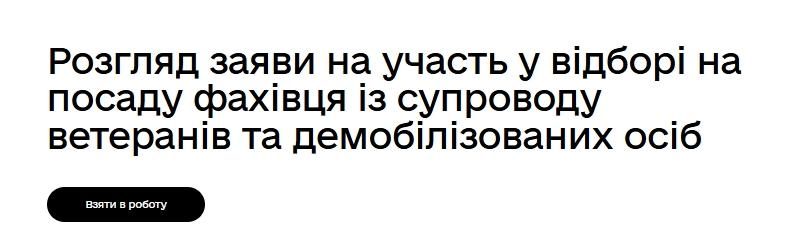 Розгляд заяви на участь у відборі на
посаду фахівця із супроводу
ветеранів та демобілізованих осіб
Взяти в роботу